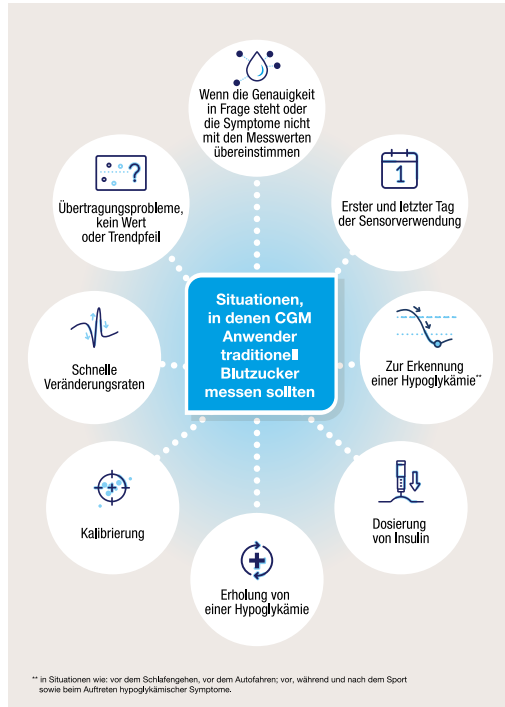 Wenn die Genauigkeit
in Frage steht oder
die Symptome nicht
mit den Messwerten
übereinstimmen
1
Erster und letzter Tag
der Sensorverwendung
Zur Erkennung
einer Hypoglykämie**
Dosierung
von Insulin
Erholung von
einer Hypoglykämie
Kalibrierung
Schnelle
Veränderungsraten
?
Übertragungsprobleme,
kein Wert
oder Trendpfeil
Situationen,
in denen CGM
Anwender
traditionell
Blutzucker
messen sollten
** in Situationen wie: vor dem Schlafengehen, vor dem Autofahren; vor, während und nach dem Sport
sowie beim Auftreten hypoglykämischer Symptome.